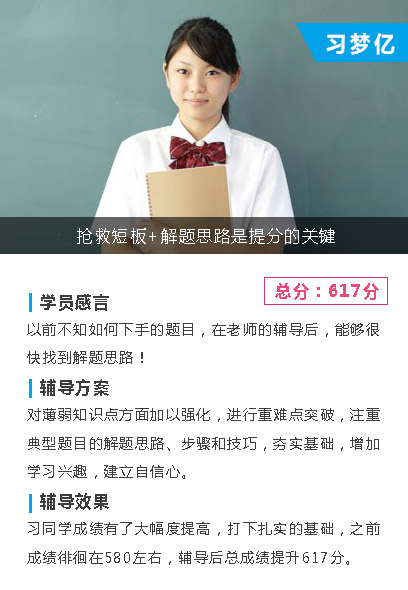 习梦亿
抢救短板+解题思路是提分的关键
总分：617分
学员感言
以前不知如何下手的题目，在老师的辅导后，能够很
快找到解题思路！
辅导方案
对薄弱知识点方面加以强化，进行重难点突破，注重
典型题目的解题思路、步骤和技巧，夯实基础，增加
学习兴趣，建立自信心。
辅导效果
习同学成绩有了大幅度提高，打下扎实的基础，之前
成绩徘徊在580左右，辅导后总成绩提升617分。